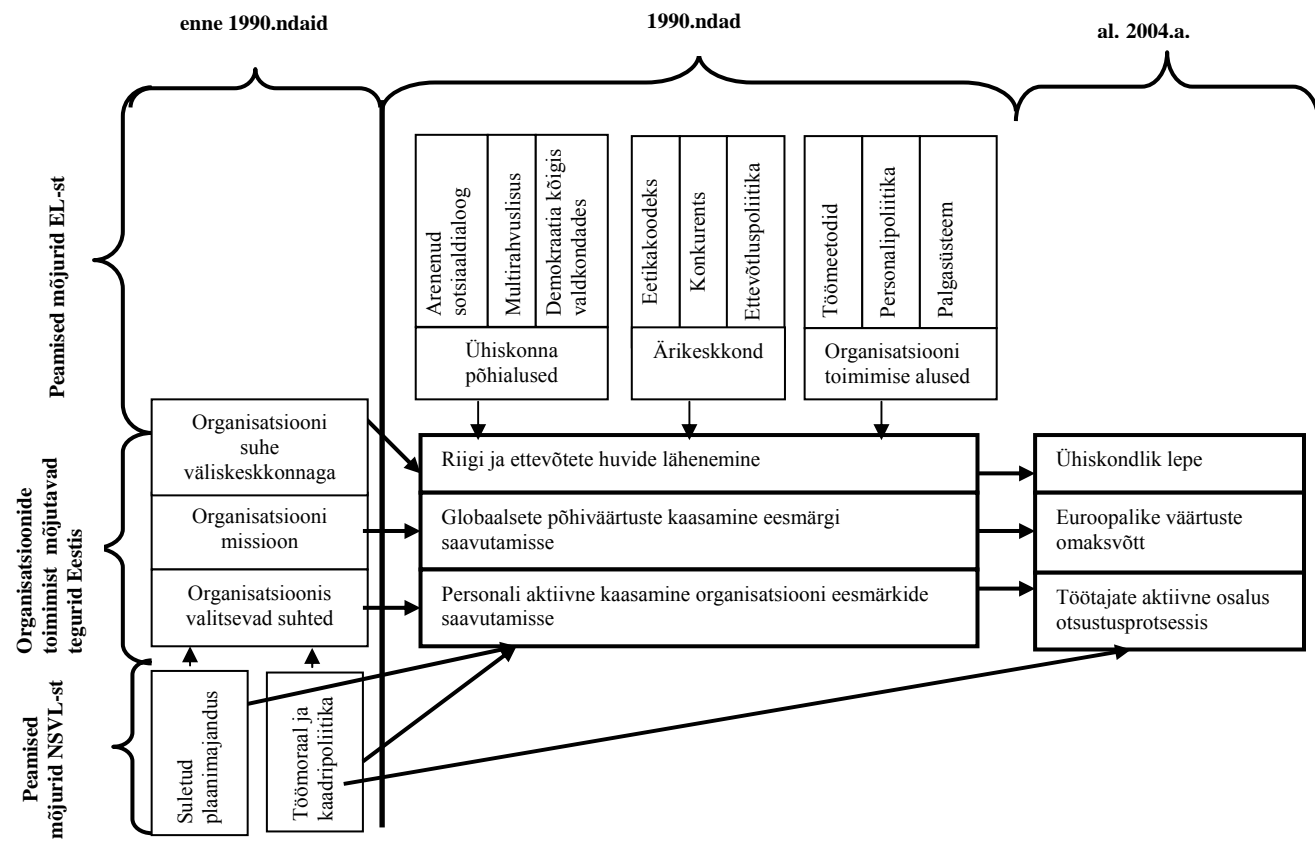 enne 1990.ndaid
1990.ndad
al. 2004.a.
Peamised mõjurid EL-st
Arenenud
sotsiaaldialoog
Multirahvuslisus
Demokraatia kõigis
valdkondades
Eetikakoodeks
Konkurents
Ettevõtluspoliitika
Töömeetodid
Personalipoliitika
Palgasüsteem
Ühiskonna
põhialused
Ärikeskkond
Organisatsiooni
toimimise alused
Organisatsioonide
toimimist mõjutavad
tegurid Eestis
Organisatsiooni
suhe
väliskeskkonnaga
Riigi ja ettevõtete huvide lähenemine
Ühiskondlik lepe
Organisatsiooni
missioon
Globaalsete põhiväärtuste kaasamine eesmärgi
saavutamisse
Euroopalike väärtuste
omaksvõtt
Organisatsioonis
valitsevad suhted
Personali aktiivne kaasamine organisatsiooni eesmärkide
saavutamisse
Töötajate aktiivne osalus
otsustusprotsessis
Peamised
mõjurid NSVL-st
Suletud
plaanimajandus
Töömoraal ja
kaadripoliitika